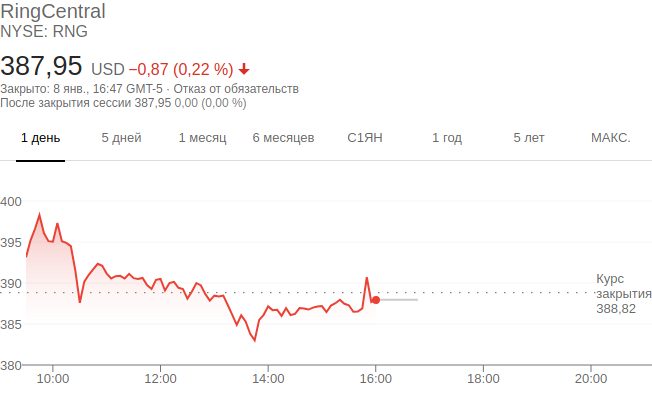 RingCentral
NYSE: RNG
387,95 USD −0,87 (0,22 %)
Закрыто: 8 янв., 16:47 GMT-5 · Отказ от обязательств
После закрытия сессии 387,95 0,00 (0,00 %)
1 день 5 дней 1 месяц 6 месяцев С1ЯН 1 год 5 лет МАКС.
400
395
390
385
380
Курс
закрытия
388,82
10:00 12:00 14:00 16:00 18:00 20:00